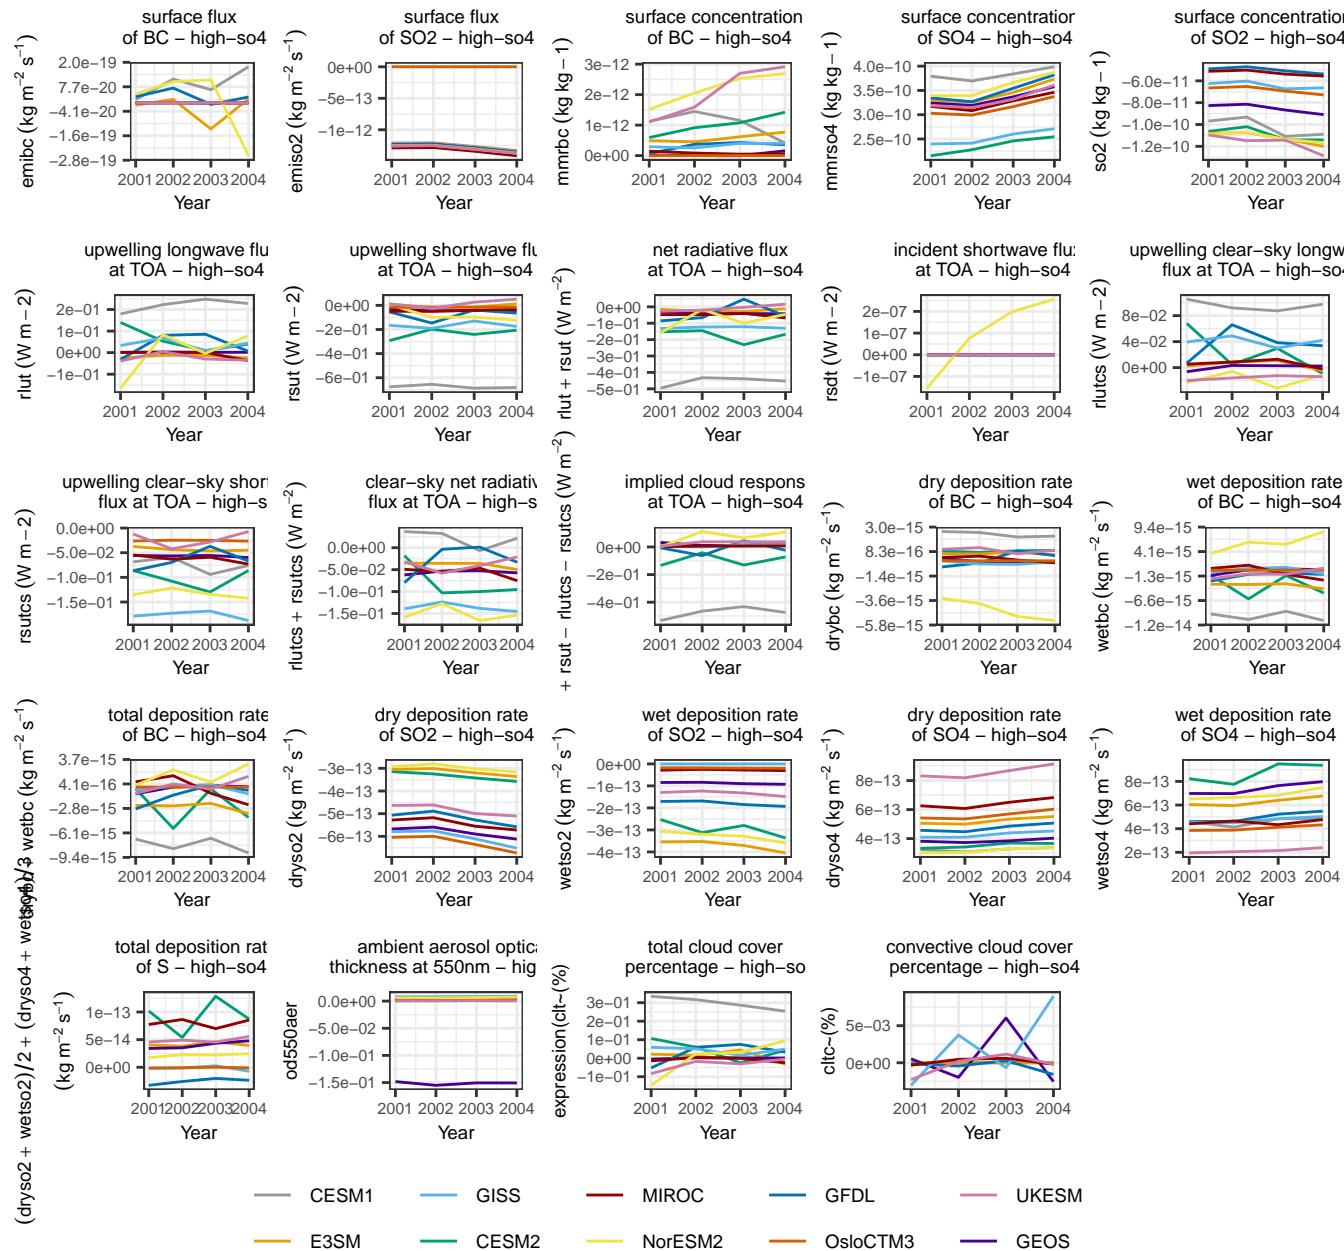 surface flux
of BC − high−so4
emibc (kg m−2 s−1)
2.0e−19
7.7e−20
−4.1e−20
−1.6e−19
−2.8e−19
2001 2002 2003 2004
Year
surface flux
of SO2 − high−so4
emiso2 (kg m−2 s−1)
0e+00
−5e−13
−1e−12
2001 2002 2003 2004
Year
surface concentration
of BC − high−so4
mmrbc (kg kg−1)
3e−12
2e−12
1e−12
0e+00
2001 2002 2003 2004
Year
surface concentration
of SO4 − high−so4
mmrso4 (kg kg−1)
4.0e−10
3.5e−10
3.0e−10
2.5e−10
2001 2002 2003 2004
Year
surface concentration
of SO2 − high−so4
so2 (kg kg−1)
−6.0e−11
−8.0e−11
−1.0e−10
−1.2e−10
2001 2002 2003 2004
Year
upwelling longwave flu
at TOA − high−so4
rlut (W m−2)
2e−01
1e−01
0e+00
−1e−01
2001 2002 2003 2004
Year
upwelling shortwave flu
at TOA − high−so4
rsut (W m−2)
0e+00
−2e−01
−4e−01
−6e−01
2001 2002 2003 2004
Year
net radiative flux
at TOA − high−so4
rlut + rsut (W m−2)
0e+00
−1e−01
−2e−01
−3e−01
−4e−01
−5e−01
2001 2002 2003 2004
Year
incident shortwave flux
at TOA − high−so4
rsdt (W m−2)
2e−07
1e−07
0e+00
−1e−07
2001 2002 2003 2004
Year
upwelling clear−sky longw
flux at TOA − high−so4
rlutcs (W m−2)
8e−02
4e−02
0e+00
2001 2002 2003 2004
Year
upwelling clear−sky short
flux at TOA − high−s
rsutcs (W m−2)
0.0e+00
−5.0e−02
−1.0e−01
−1.5e−01
2001 2002 2003 2004
Year
clear−sky net radiativ
flux at TOA − high−s
rlutcs + rsutcs (W m−2)
0.0e+00
−5.0e−02
−1.0e−01
−1.5e−01
2001 2002 2003 2004
Year
implied cloud respons
at TOA − high−so4
+ rsut − rlutcs − rsutcs (W m−2)
0e+00
−2e−01
−4e−01
2001 2002 2003 2004
Year
dry deposition rate
of BC − high−so4
drybc (kg m−2 s−1)
3.0e−15
8.3e−16
−1.4e−15
−3.6e−15
−5.8e−15
2001 2002 2003 2004
Year
wet deposition rate
of BC − high−so4
wetbc (kg m−2 s−1)
9.4e−15
4.1e−15
−1.3e−15
−6.6e−15
−1.2e−14
2001 2002 2003 2004
Year
total deposition rate
of BC − high−so4
+ wetbc (kg m−2 s−1)
3.7e−15
4.1e−16
−2.8e−15
−6.1e−15
−9.4e−15
2001 2002 2003 2004
Year
dry deposition rate
of SO2 − high−so4
dryso2 (kg m−2 s−1)
−3e−13
−4e−13
−5e−13
−6e−13
2001 2002 2003 2004
Year
wet deposition rate
of SO2 − high−so4
wetso2 (kg m−2 s−1)
0e+00
−1e−13
−2e−13
−3e−13
−4e−13
2001 2002 2003 2004
Year
dry deposition rate
of SO4 − high−so4
dryso4 (kg m−2 s−1)
8e−13
6e−13
4e−13
2001 2002 2003 2004
Year
wet deposition rate
of SO4 − high−so4
wetso4 (kg m−2 s−1)
8e−13
6e−13
4e−13
2e−13
2001 2002 2003 2004
Year
total deposition rat
of S − high−so4
(dryso2 + wetso2)/2 + (dryso4 + wetso4)/3
(kg m−2 s−1)
1e−13
5e−14
0e+00
2001 2002 2003 2004
Year
ambient aerosol optica
thickness at 550nm − hig
od550aer
0.0e+00
−5.0e−02
−1.0e−01
−1.5e−01
2001 2002 2003 2004
Year
total cloud cover
percentage − high−so
expression(clt~(%)
3e−01
2e−01
1e−01
0e+00
−1e−01
2001 2002 2003 2004
Year
convective cloud cover
percentage − high−so4
cltc~(%)
5e−03
0e+00
2001 2002 2003 2004
Year
CESM1 GISS MIROC GFDL UKESM
E3SM CESM2 NorESM2 OsloCTM3 GEOS